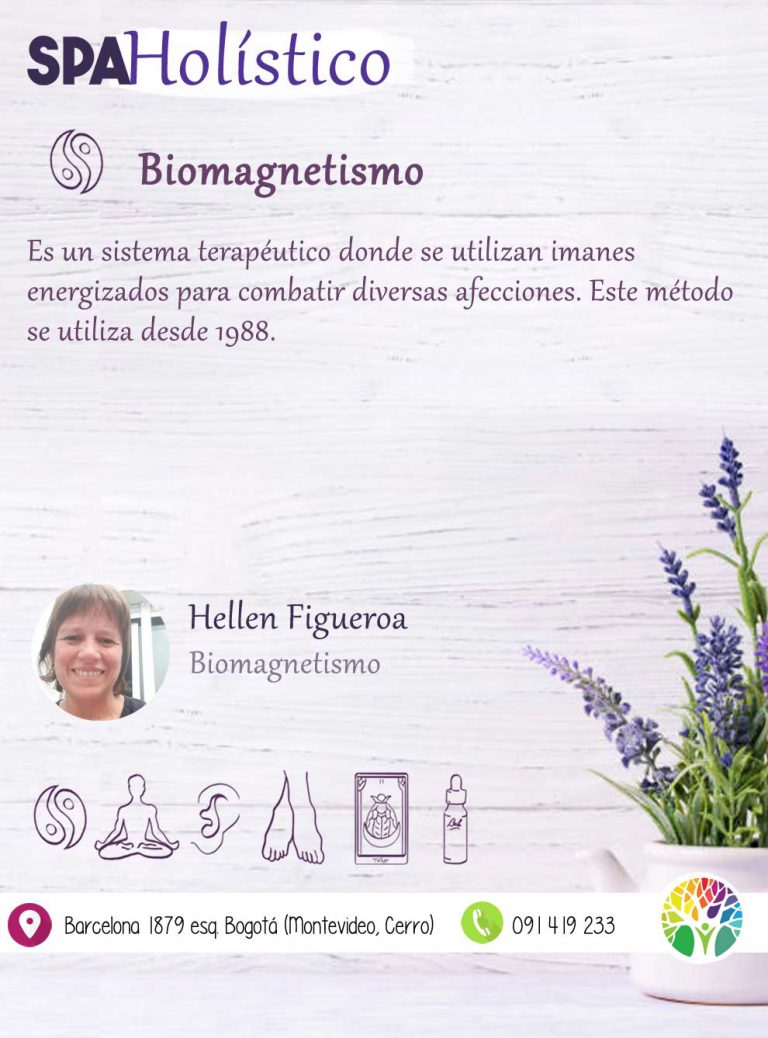 SPAHolístico
Biomagnetismo
Es un sistema terapéutico donde se utilizan imanes
energizados para combatir diversas afecciones. Este método
se utiliza desde 1988.
Hellen Figueroa
Biomagnetismo
II
Barcelona 1879 esq. Bogotá (Montevideo, Cerro)
091 419 233